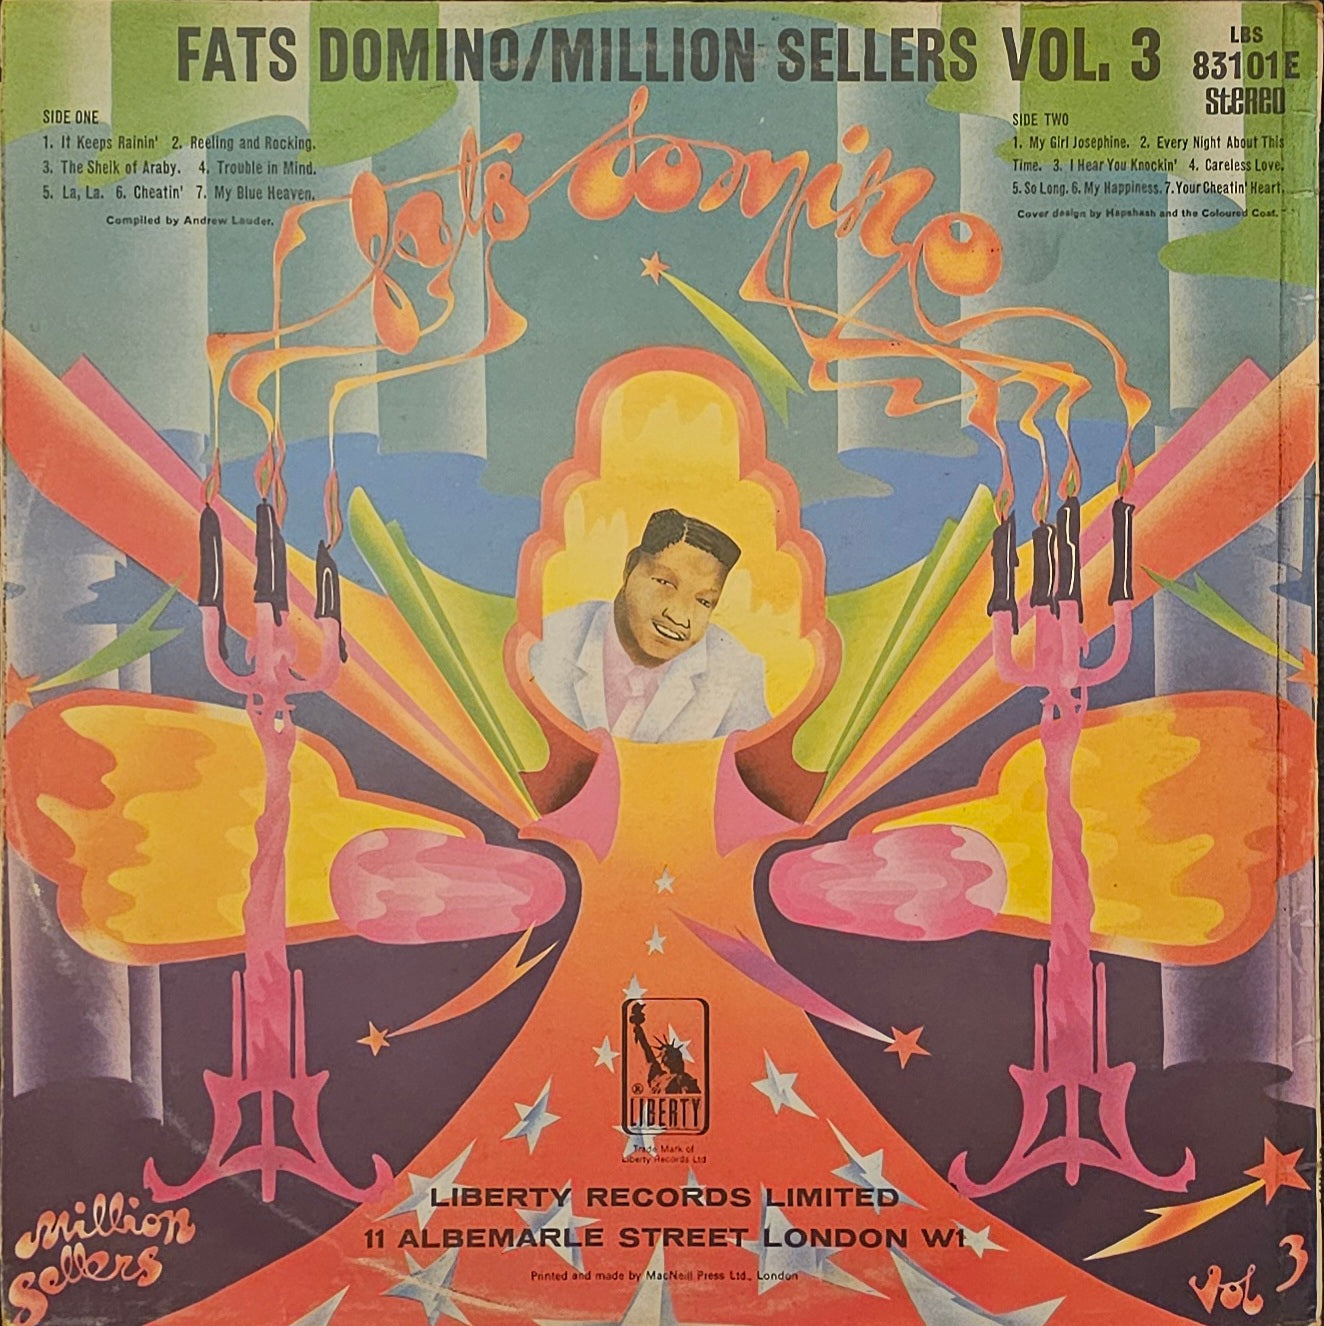 FATS DOMINO/MILLION SELLERS VOL. 3
LBS
83101E
Stereo
SIDE ONE
1. It Keeps Rainin' 2. Reeling and Rocking.
3. The Sheik of Araby. 4. Trouble in Mind.
5. La, La. 6. Cheatin' 7. My Blue Heaven.
Compiled by Andrew Lauder.
SIDE TWO
1. My Girl Josephine. 2. Every Night About This
Time. 3. I Hear You Knockin' 4. Careless Love.
5. So Long. 6. My Happiness. 7. Your Cheatin' Heart.
Cover design by Hapshash and the Coloured Coat.
fats domino
®
LIBERTY
Trade Mark of
Liberty Records Ltd
LIBERTY RECORDS LIMITED
11 ALBEMARLE STREET LONDON W1
Printed and made by MacNeill Press Ltd., London
Million
Sellers
Vol 3